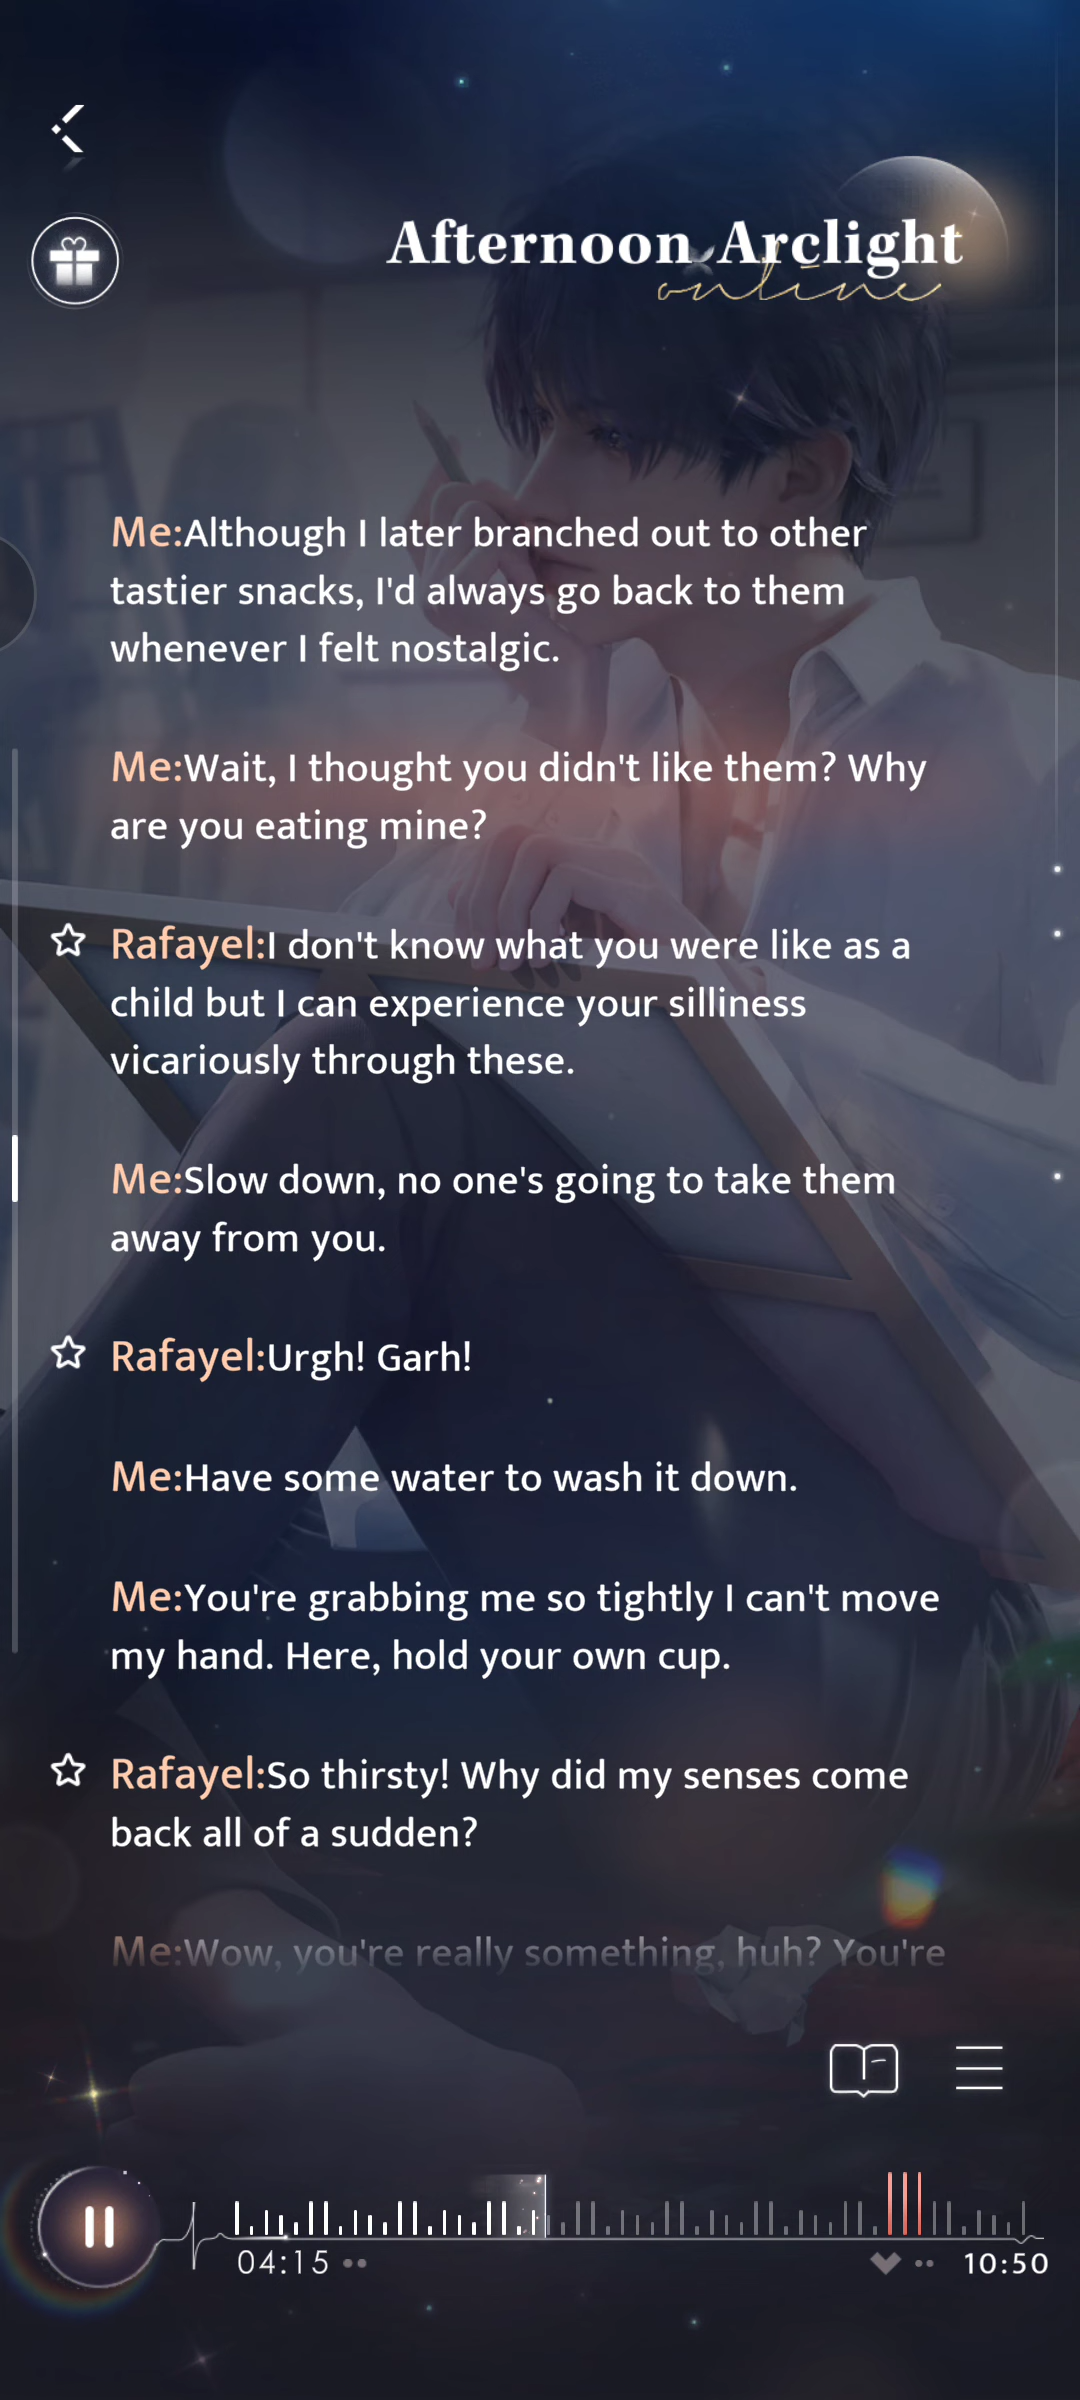 Afternoon Arclight
online
Me:Although I later branched out to other
tastier snacks, I'd always go back to them
whenever I felt nostalgic.
Me:Wait, I thought you didn't like them? Why
are you eating mine?
Rafayel:I don't know what you were like as a
child but I can experience your silliness
vicariously through these.
Me:Slow down, no one's going to take them
away from you.
Rafayel:Urgh! Garh!
Me:Have some water to wash it down.
Me:You're grabbing me so tightly I can't move
my hand. Here, hold your own cup.
Rafayel:So thirsty! Why did my senses come
back all of a sudden?
Me:Wow, you're really something, huh? You're
04:15
10:50